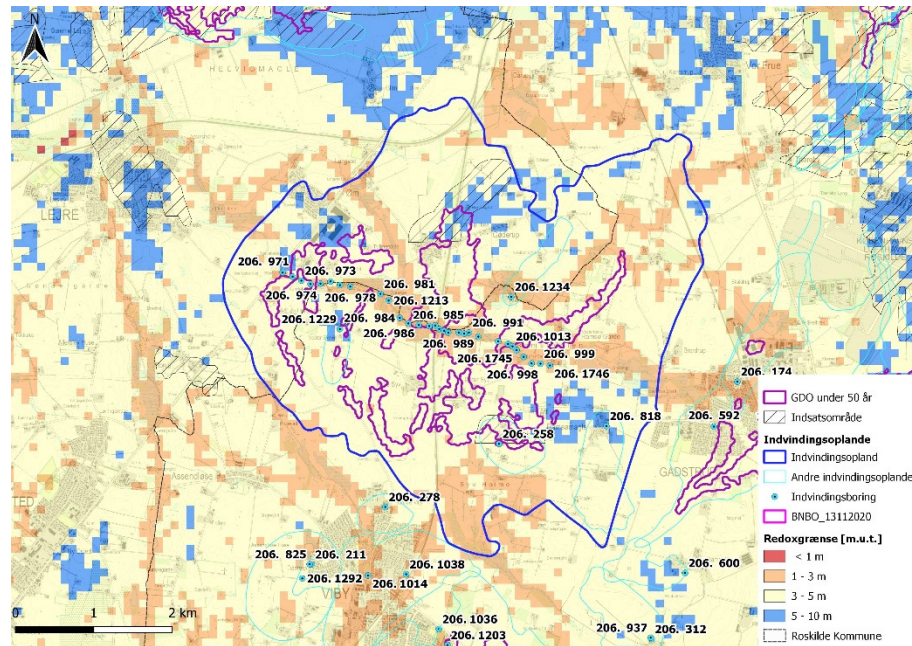 N
HELVIGMAGLE
Vor Frue
LEJRE
Gøderup
206. 971
206. 973
206. 974
206. 978
206. 981
206. 1213
206. 1234
206. 1229
206. 984
206. 985
206. 986
206. 991
206. 989
206. 1013
206. 1745
206. 999
206. 998
206. 1746
206. 174
206. 818
206. 592
206. 258
Assendløse
GADSTRUP
206. 278
206. 825
206. 211
206. 1038
206. 1292
206. 1014
VIBY
206. 600
206. 1036
206. 1203
206. 937
206. 312
0 1 2 km
GDO under 50 år
Indsatsområde
Indvindingsoplande
Indvindingsopland
Andre indvindingsoplande
Indvindingsboring
BNBO_13112020
Redoxgrænse [m.u.t.]
< 1 m
1 - 3 m
3 - 5 m
5 - 10 m
Roskilde Kommune